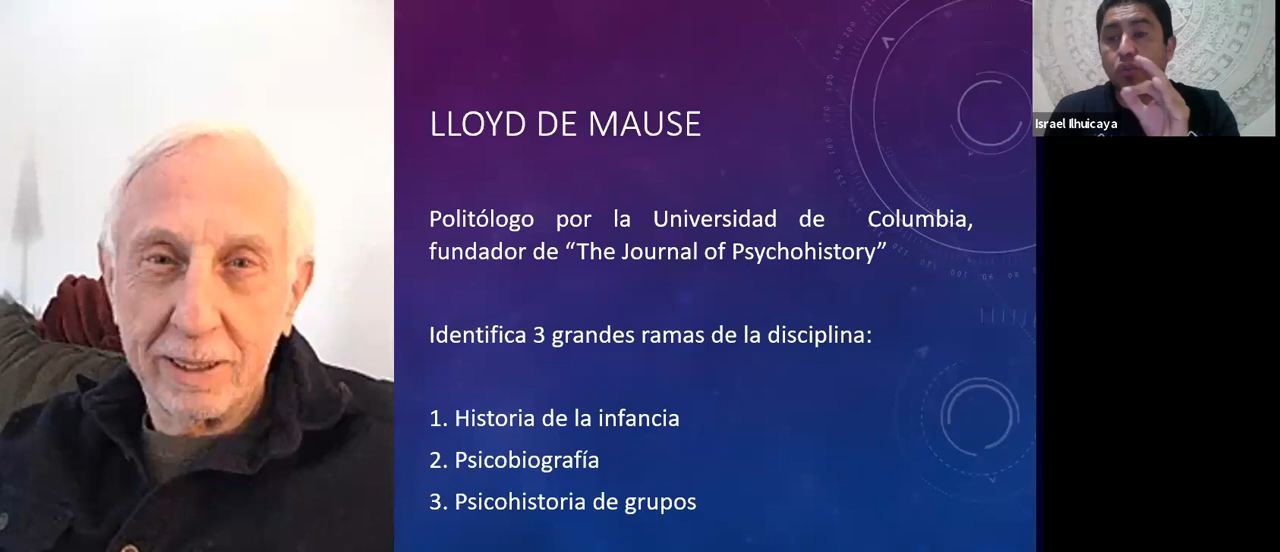 LLOYD DE MAUSE
Politólogo por la Universidad de Columbia,
fundador de “The Journal of Psychohistory”
Identifica 3 grandes ramas de la disciplina:
1. Historia de la infancia
2. Psicobiografía
3. Psicohistoria de grupos
Israel Ilhuicaya